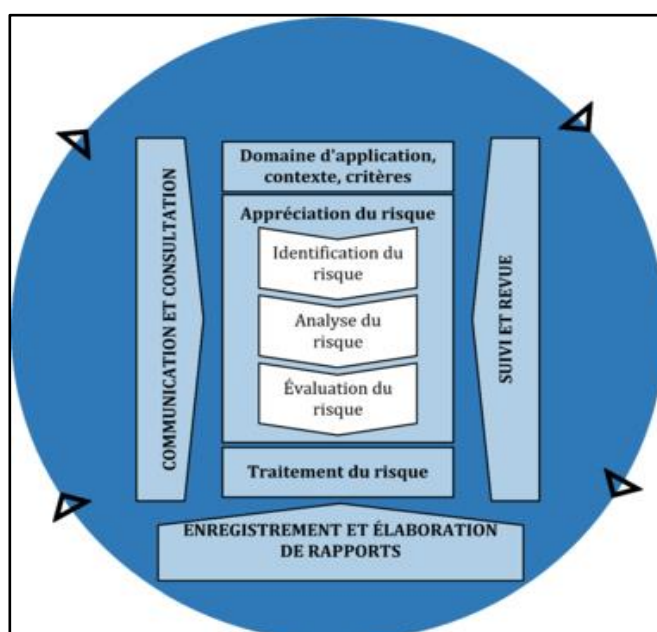 COMMUNICATION ET CONSULTATION
Domaine d'application,
contexte, critères
Appréciation du risque
Identification du
risque
Analyse du
risque
Évaluation du
risque
Traitement du risque
SUIVI ET REVUE
ENREGISTREMENT ET ÉLABORATION
DE RAPPORTS